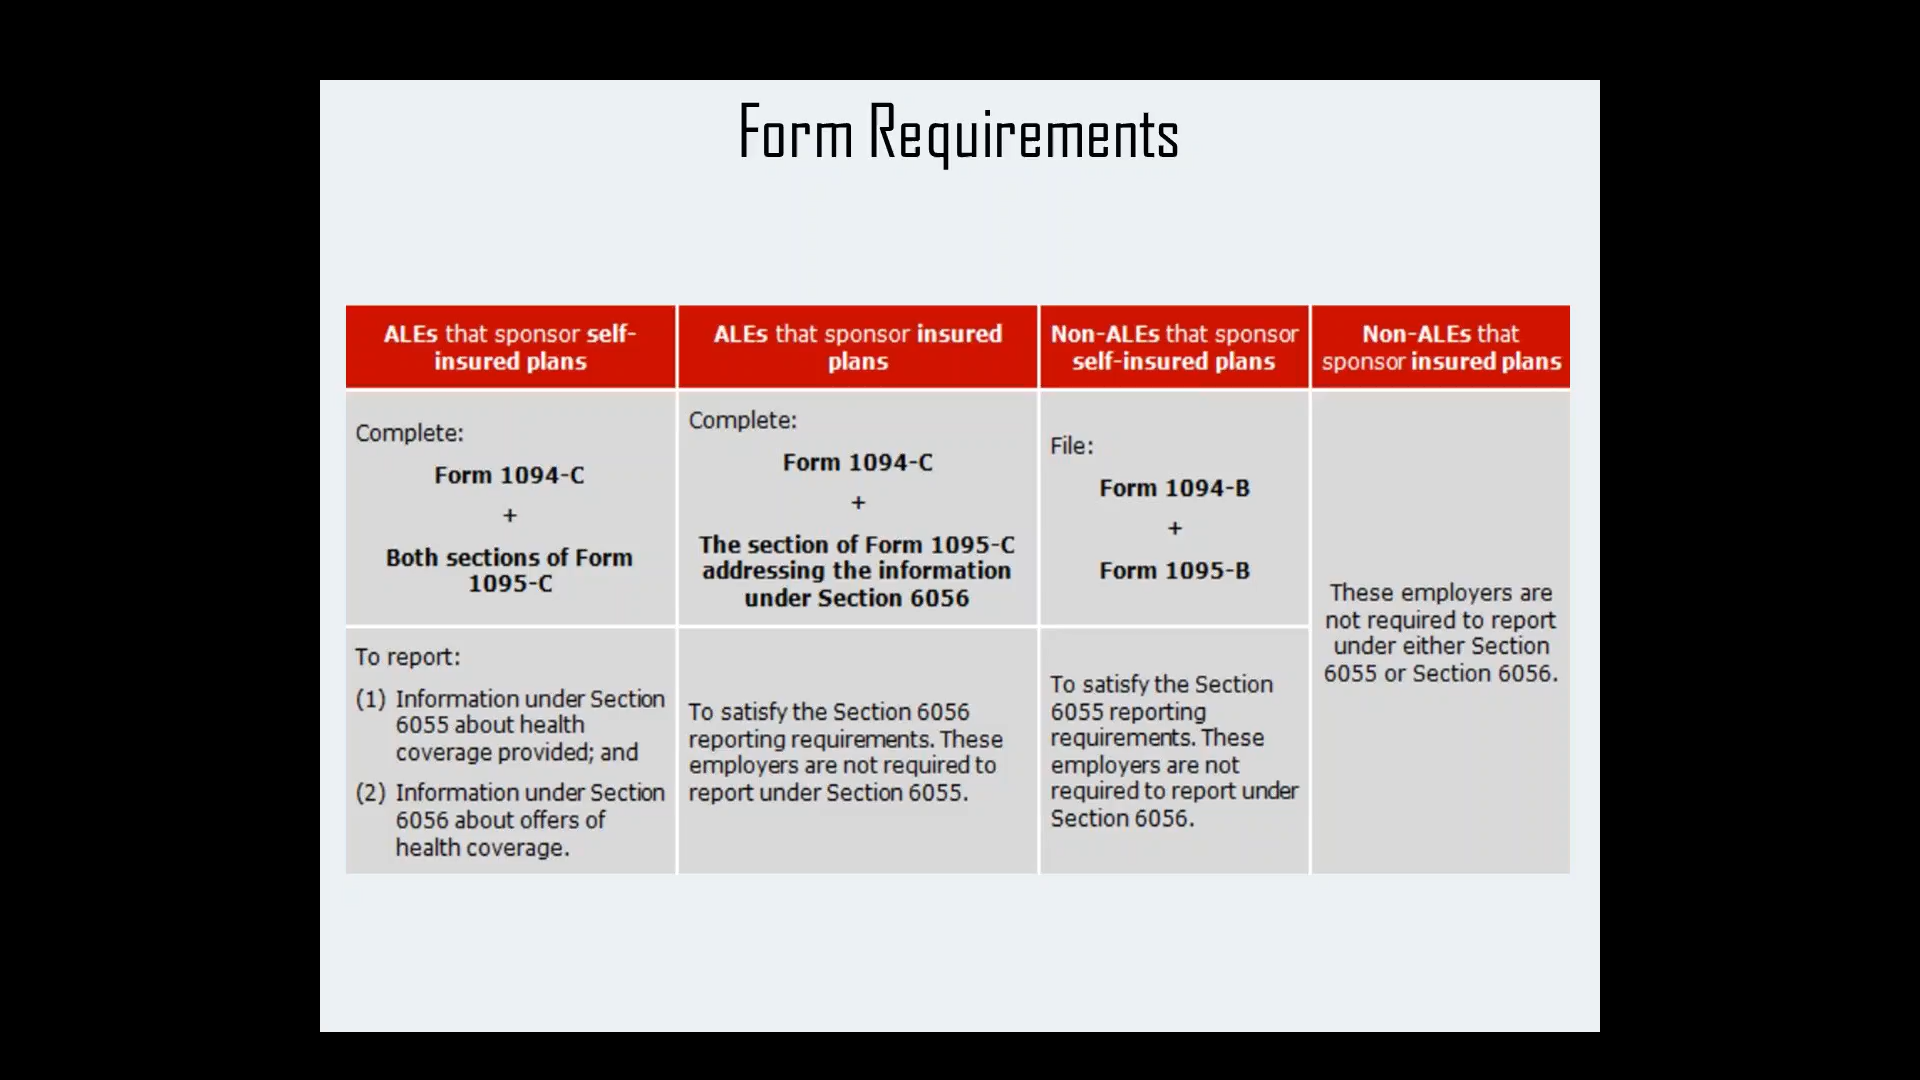 Form Requirements
ALEs that sponsor self-
insured plans
ALEs that sponsor insured
plans
Non-ALEs that sponsor
self-insured plans
Non-ALEs that
sponsor insured plans
Complete:
Form 1094-C
+
Both sections of Form
1095-C
Complete:
Form 1094-C
+
The section of Form 1095-C
addressing the information
under Section 6056
File:
Form 1094-B
+
Form 1095-B
These employers are
not required to report
under either Section
6055 or Section 6056.
To report:
(1) Information under Section
6055 about health
coverage provided; and
(2) Information under Section
6056 about offers of
health coverage.
To satisfy the Section 6056
reporting requirements. These
employers are not required to
report under Section 6055.
To satisfy the Section
6055 reporting
requirements. These
employers are not
required to report under
Section 6056.